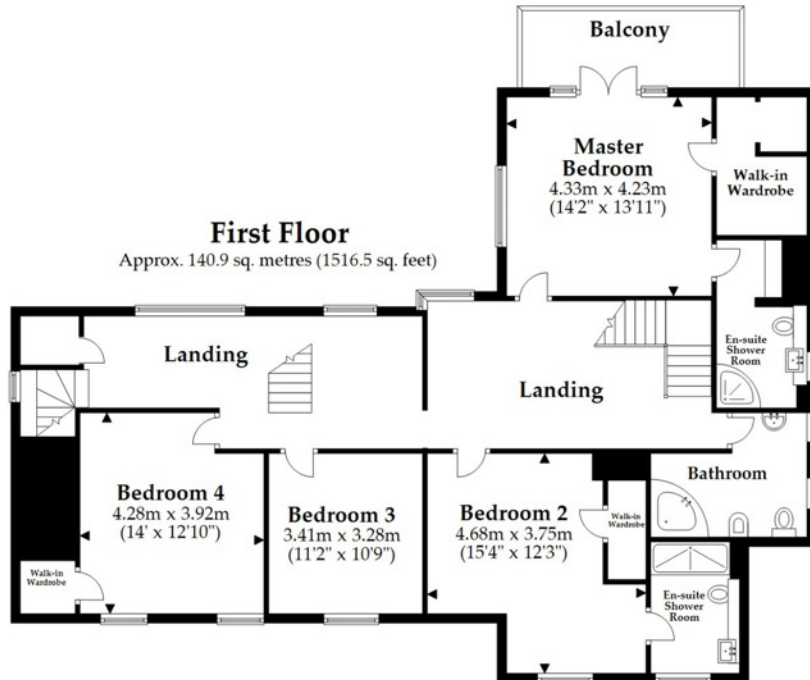 Balcony
Master
Bedroom
4.33m x 4.23m
(14'2" x 13'11")
Walk-in
Wardrobe
First Floor
Approx. 140.9 sq. metres (1516.5 sq. feet)
En-suite
Shower
Room
Landing
Landing
Bathroom
Bedroom 4
4.28m x 3.92m
(14' x 12'10")
Bedroom 3
3.41m x 3.28m
(11'2" x 10'9")
Bedroom 2
4.68m x 3.75m
(15'4" x 12'3")
Walk-in
Wardrobe
Walk-in
Wardrobe
En-suite
Shower
Room